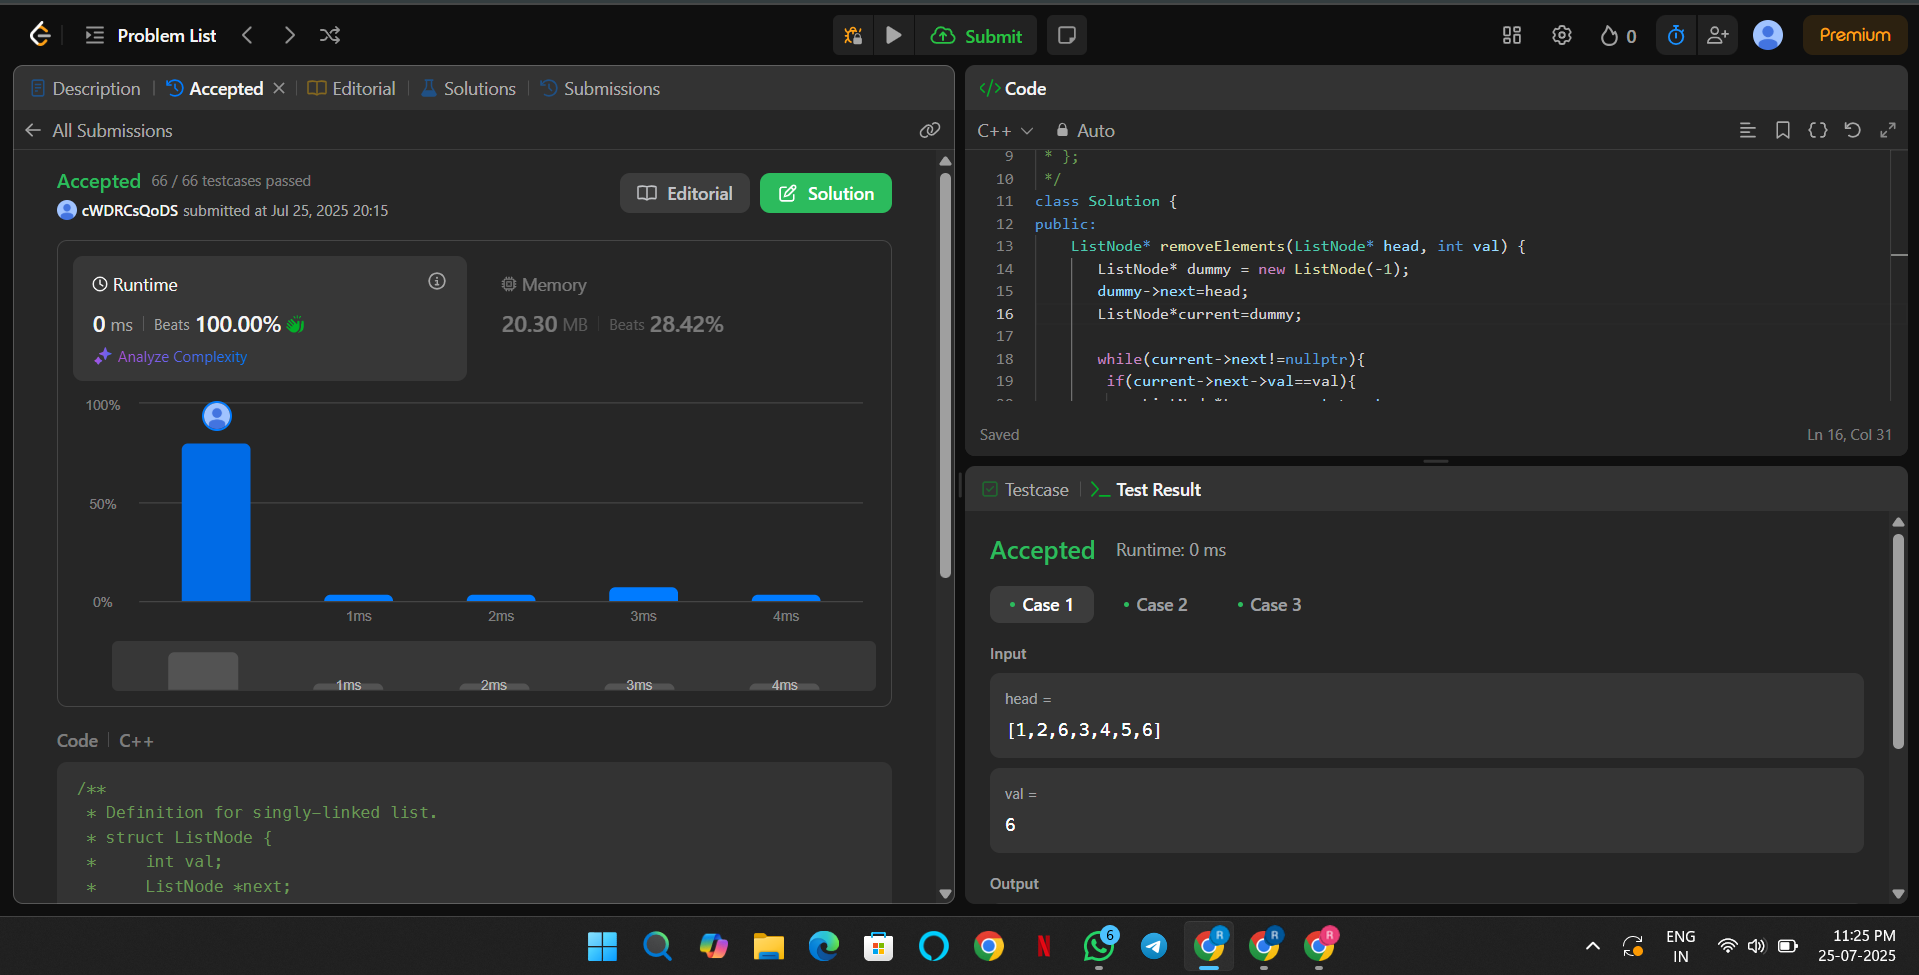 Problem List
Submit
0
Premium
Description
Accepted
Editorial
Solutions
Submissions
All Submissions
Accepted 66 / 66 testcases passed
cWDRCsQoDS submitted at Jul 25, 2025 20:15
Editorial
Solution
Runtime
0 ms Beats 100.00%
Analyze Complexity
Memory
20.30 MB Beats 28.42%
100%
50%
0%
1ms
2ms
3ms
4ms
1ms
2ms
3ms
4ms
Code C++
/**
* Definition for singly-linked list.
* struct ListNode {
* int val;
* ListNode *next;
</> Code
C++ Auto
9 * };
10 */
11 class Solution {
12 public:
13 ListNode* removeElements(ListNode* head, int val) {
14 ListNode* dummy = new ListNode(-1);
15 dummy->next=head;
16 ListNode*current=dummy;
17
18 while(current->next!=nullptr){
19 if(current->next->val==val){
Saved
Ln 16, Col 31
Testcase
Test Result
Accepted Runtime: 0 ms
Case 1
Case 2
Case 3
Input
head =
[1,2,6,3,4,5,6]
val =
6
Output
N
6
R
R
R
ENG
IN
11:25 PM
25-07-2025